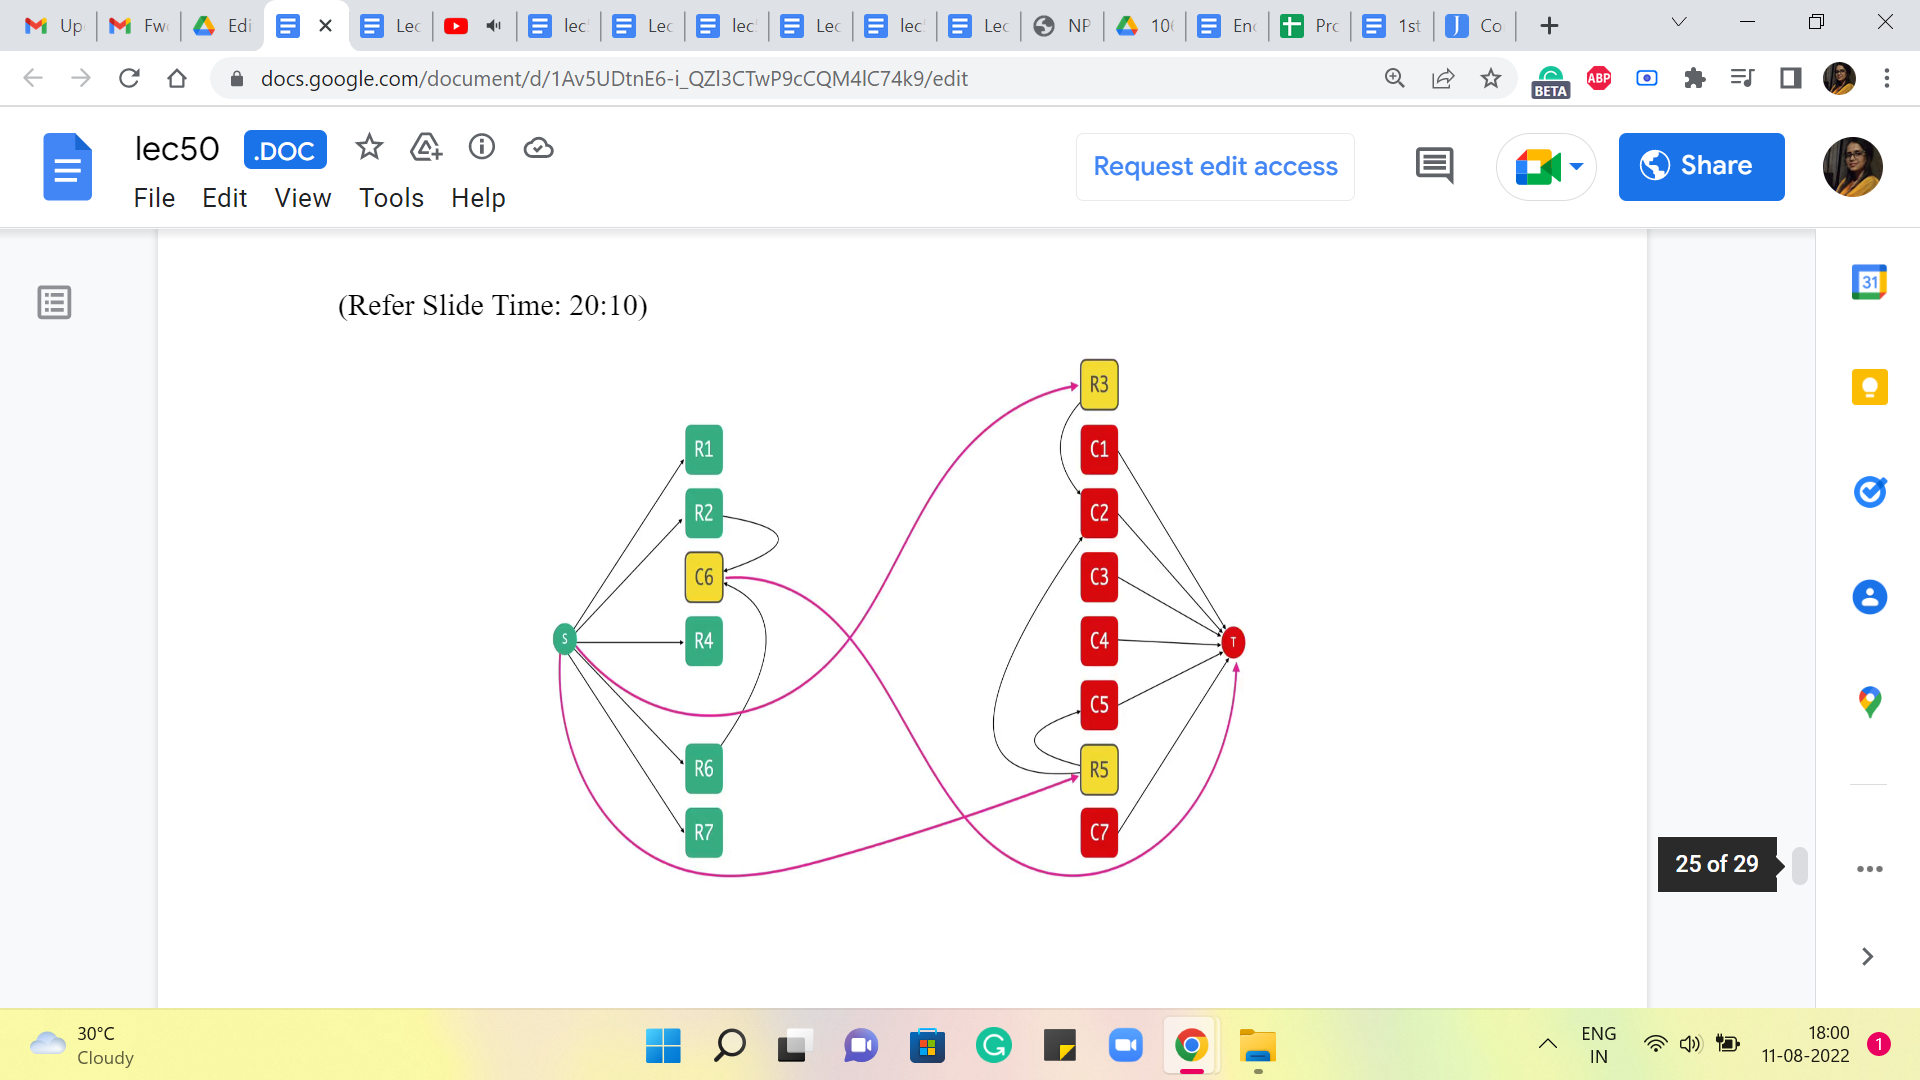 Up
Fw
Edi
Lec
lec
Lec
lec
Lec
lec
Lec
NP
10
Enc
Pro
1st
Co
docs.google.com/document/d/1Av5UDtnE6-i_QZl3CTwP9cCQM4lC74k9/edit
ABP
BETA
lec50
.DOC
Request edit access
Share
File Edit View Tools Help
31
(Refer Slide Time: 20:10)
R3
R1
C1
R2
C2
C6
C3
S
R4
C4
T
C5
R6
R5
R7
C7
25 of 29
30°C
Cloudy
ENG
IN
18:00
11-08-2022
1